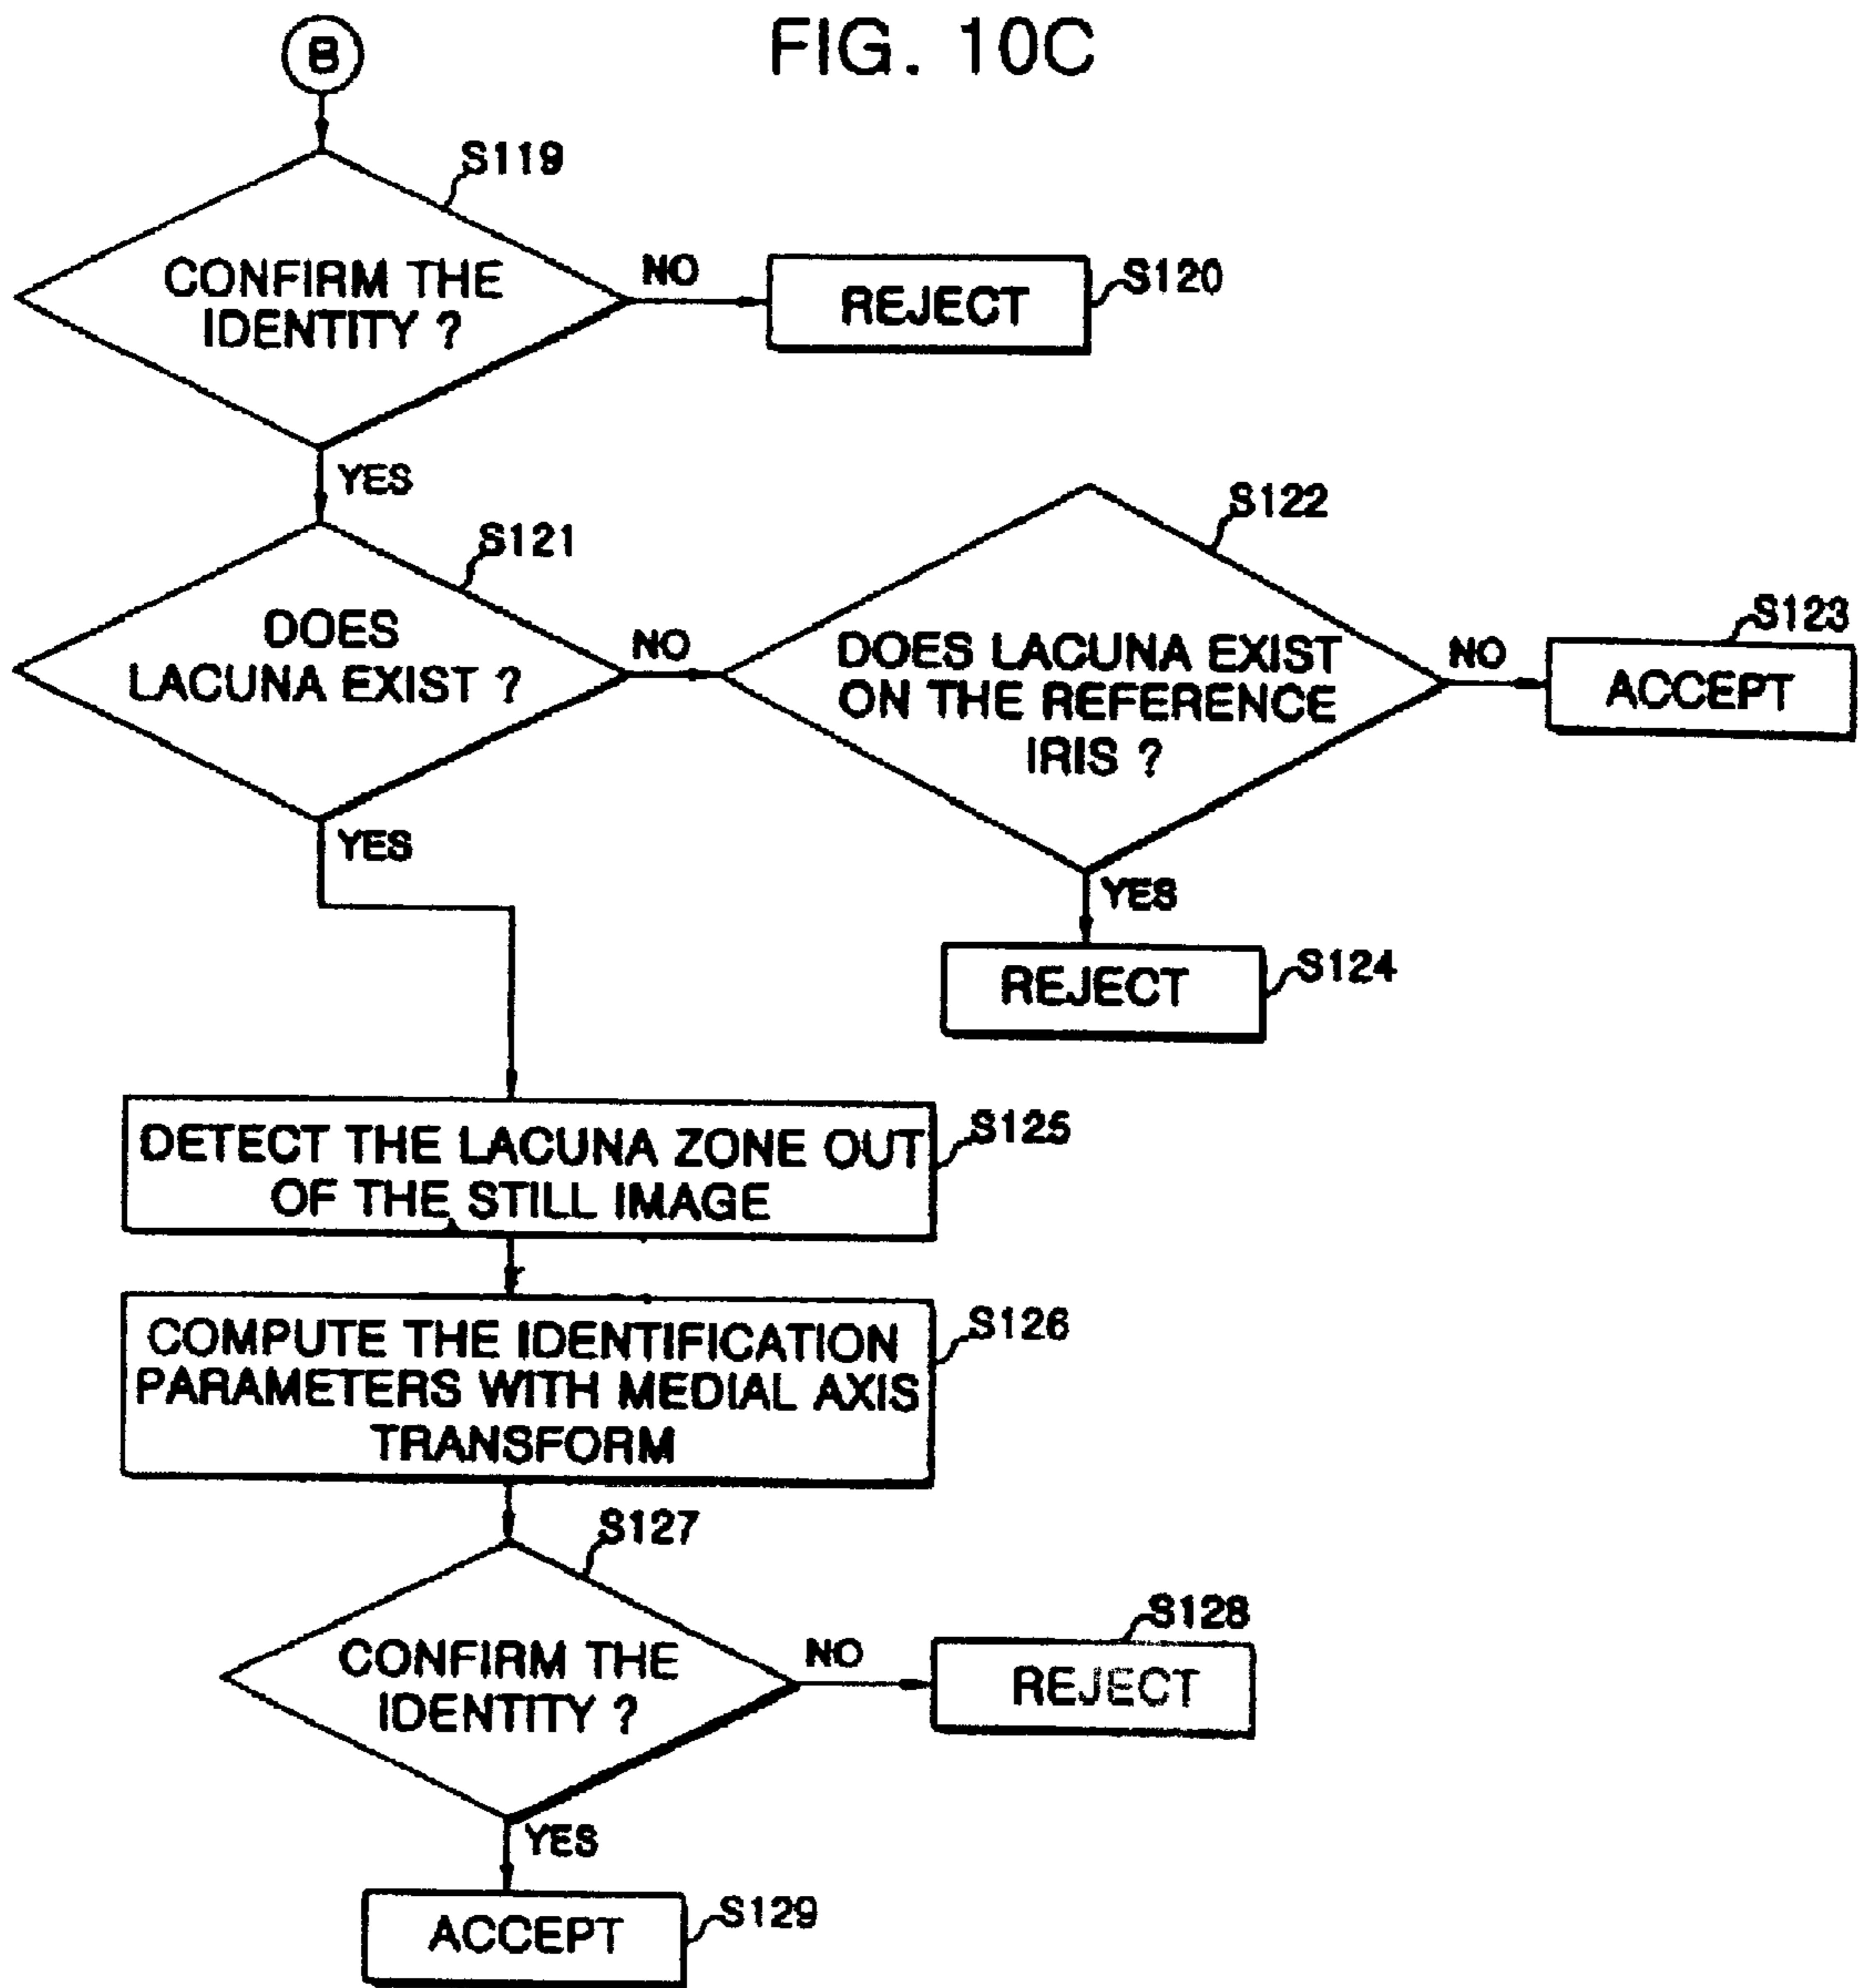 FIG. 10C
B
S119
CONFIRM THE
IDENTITY ?
NO
REJECT
S120
YES
S121
DOES
LACUNA EXIST ?
NO
S122
DOES LACUNA EXIST
ON THE REFERENCE
IRIS ?
NO
S123
ACCEPT
YES
YES
REJECT
S124
DETECT THE LACUNA ZONE OUT
OF THE STILL IMAGE
S125
COMPUTE THE IDENTIFICATION
PARAMETERS WITH MEDIAL AXIS
TRANSFORM
S126
S127
CONFIRM THE
IDENTITY ?
NO
S128
REJECT
YES
ACCEPT
S129